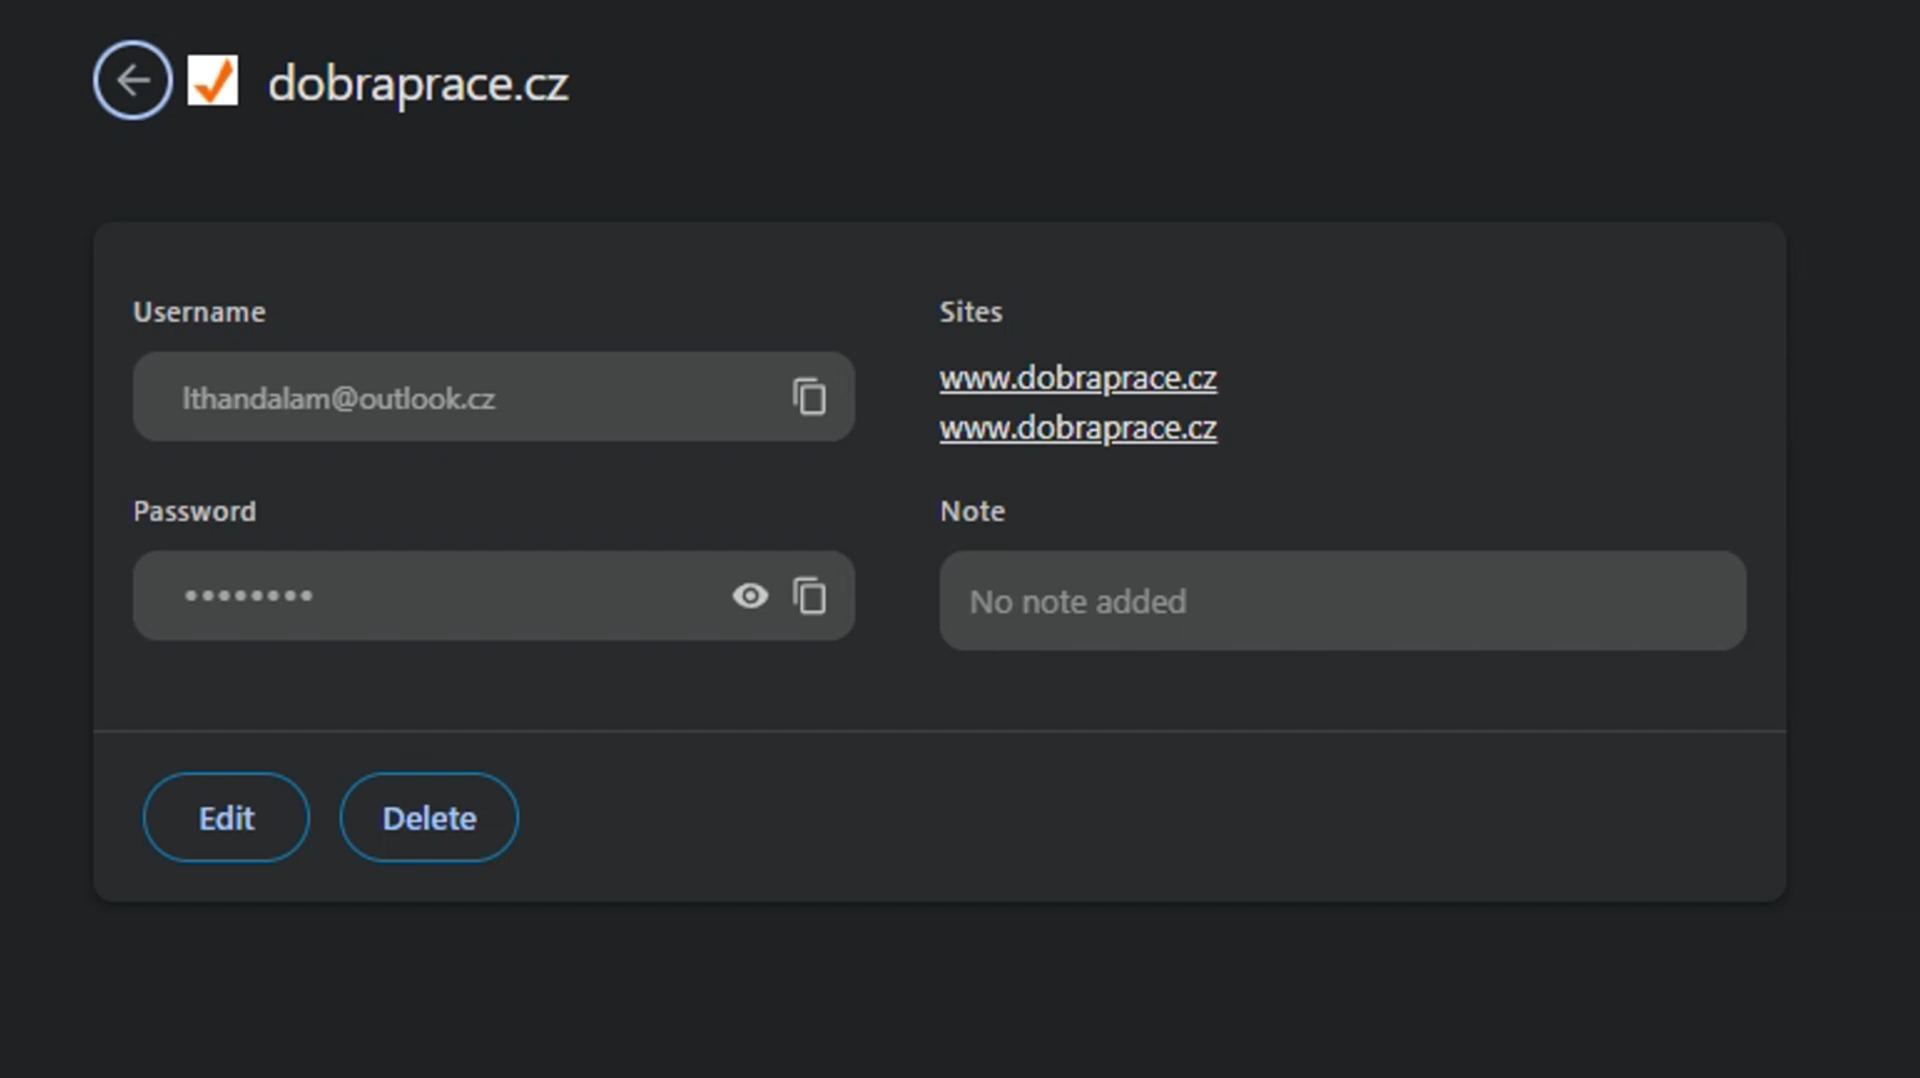 dobraprace.cz
Username
lthandalam@outlook.cz
Sites
www.dobraprace.cz
www.dobraprace.cz
Password
••••••••
Note
No note added
Edit
Delete